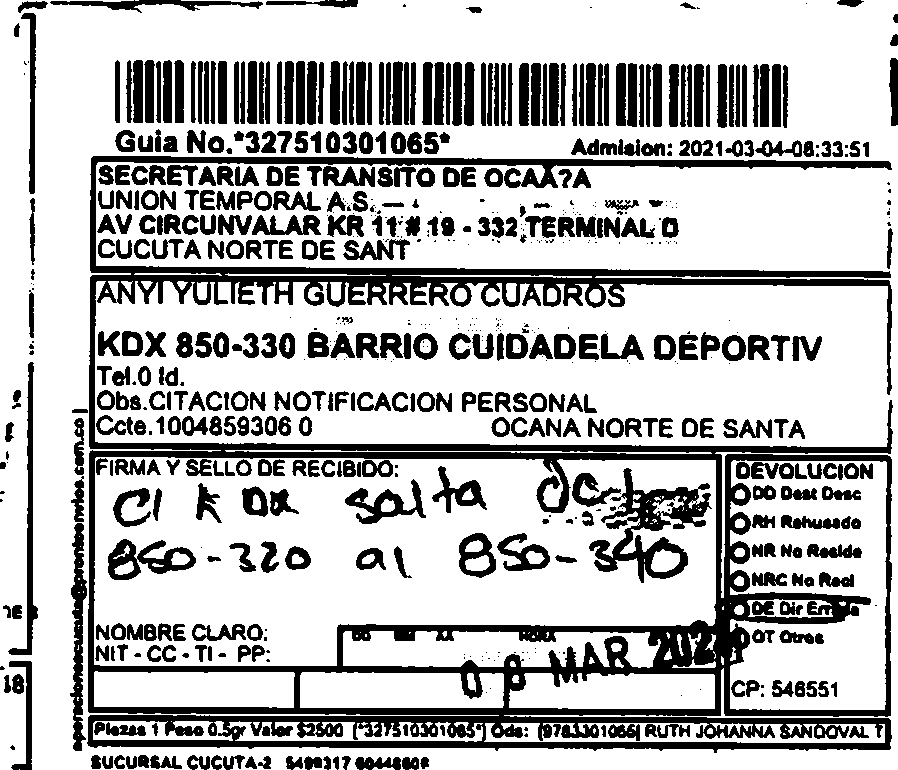 Guia No.*327510301065*
Admision: 2021-03-04-08:33:51
SECRETARIA DE TRANSITO DE OCAÃ?A
UNION TEMPORAL A.S.
AV CIRCUNVALAR KR 11 # 19 - 332 TERMINAL D
CUCUTA NORTE DE SANT
ANYI YULIETH GUERRERO CUADROS
KDX 850-330 BARRIO CUIDADELA DEPORTIV
Tel.0 Id.
Obs.CITACION NOTIFICACION PERSONAL
Ccte.1004859306 0 OCANA NORTE DE SANTA
operacionescucuta@prontoenvios.com.co
FIRMA Y SELLO DE RECIBIDO:
Cl K DX salta de
850-320 al 850-340
NOMBRE CLARO:
NIT - CC - TI - PP:
DD MM AA HORA
08 MAR 2021
DEVOLUCION
DD Dest Desc
RH Rehusado
NR No Reside
NRC No Recl
DE Dir Errada
OT Otros
CP: 546551
Piezas 1 Peso 0.5gr Valor $2500 [*327510301065*] Ods: [9783301066] RUTH JOHANNA SANDOVAL T
SUCURSAL CUCUTA-2